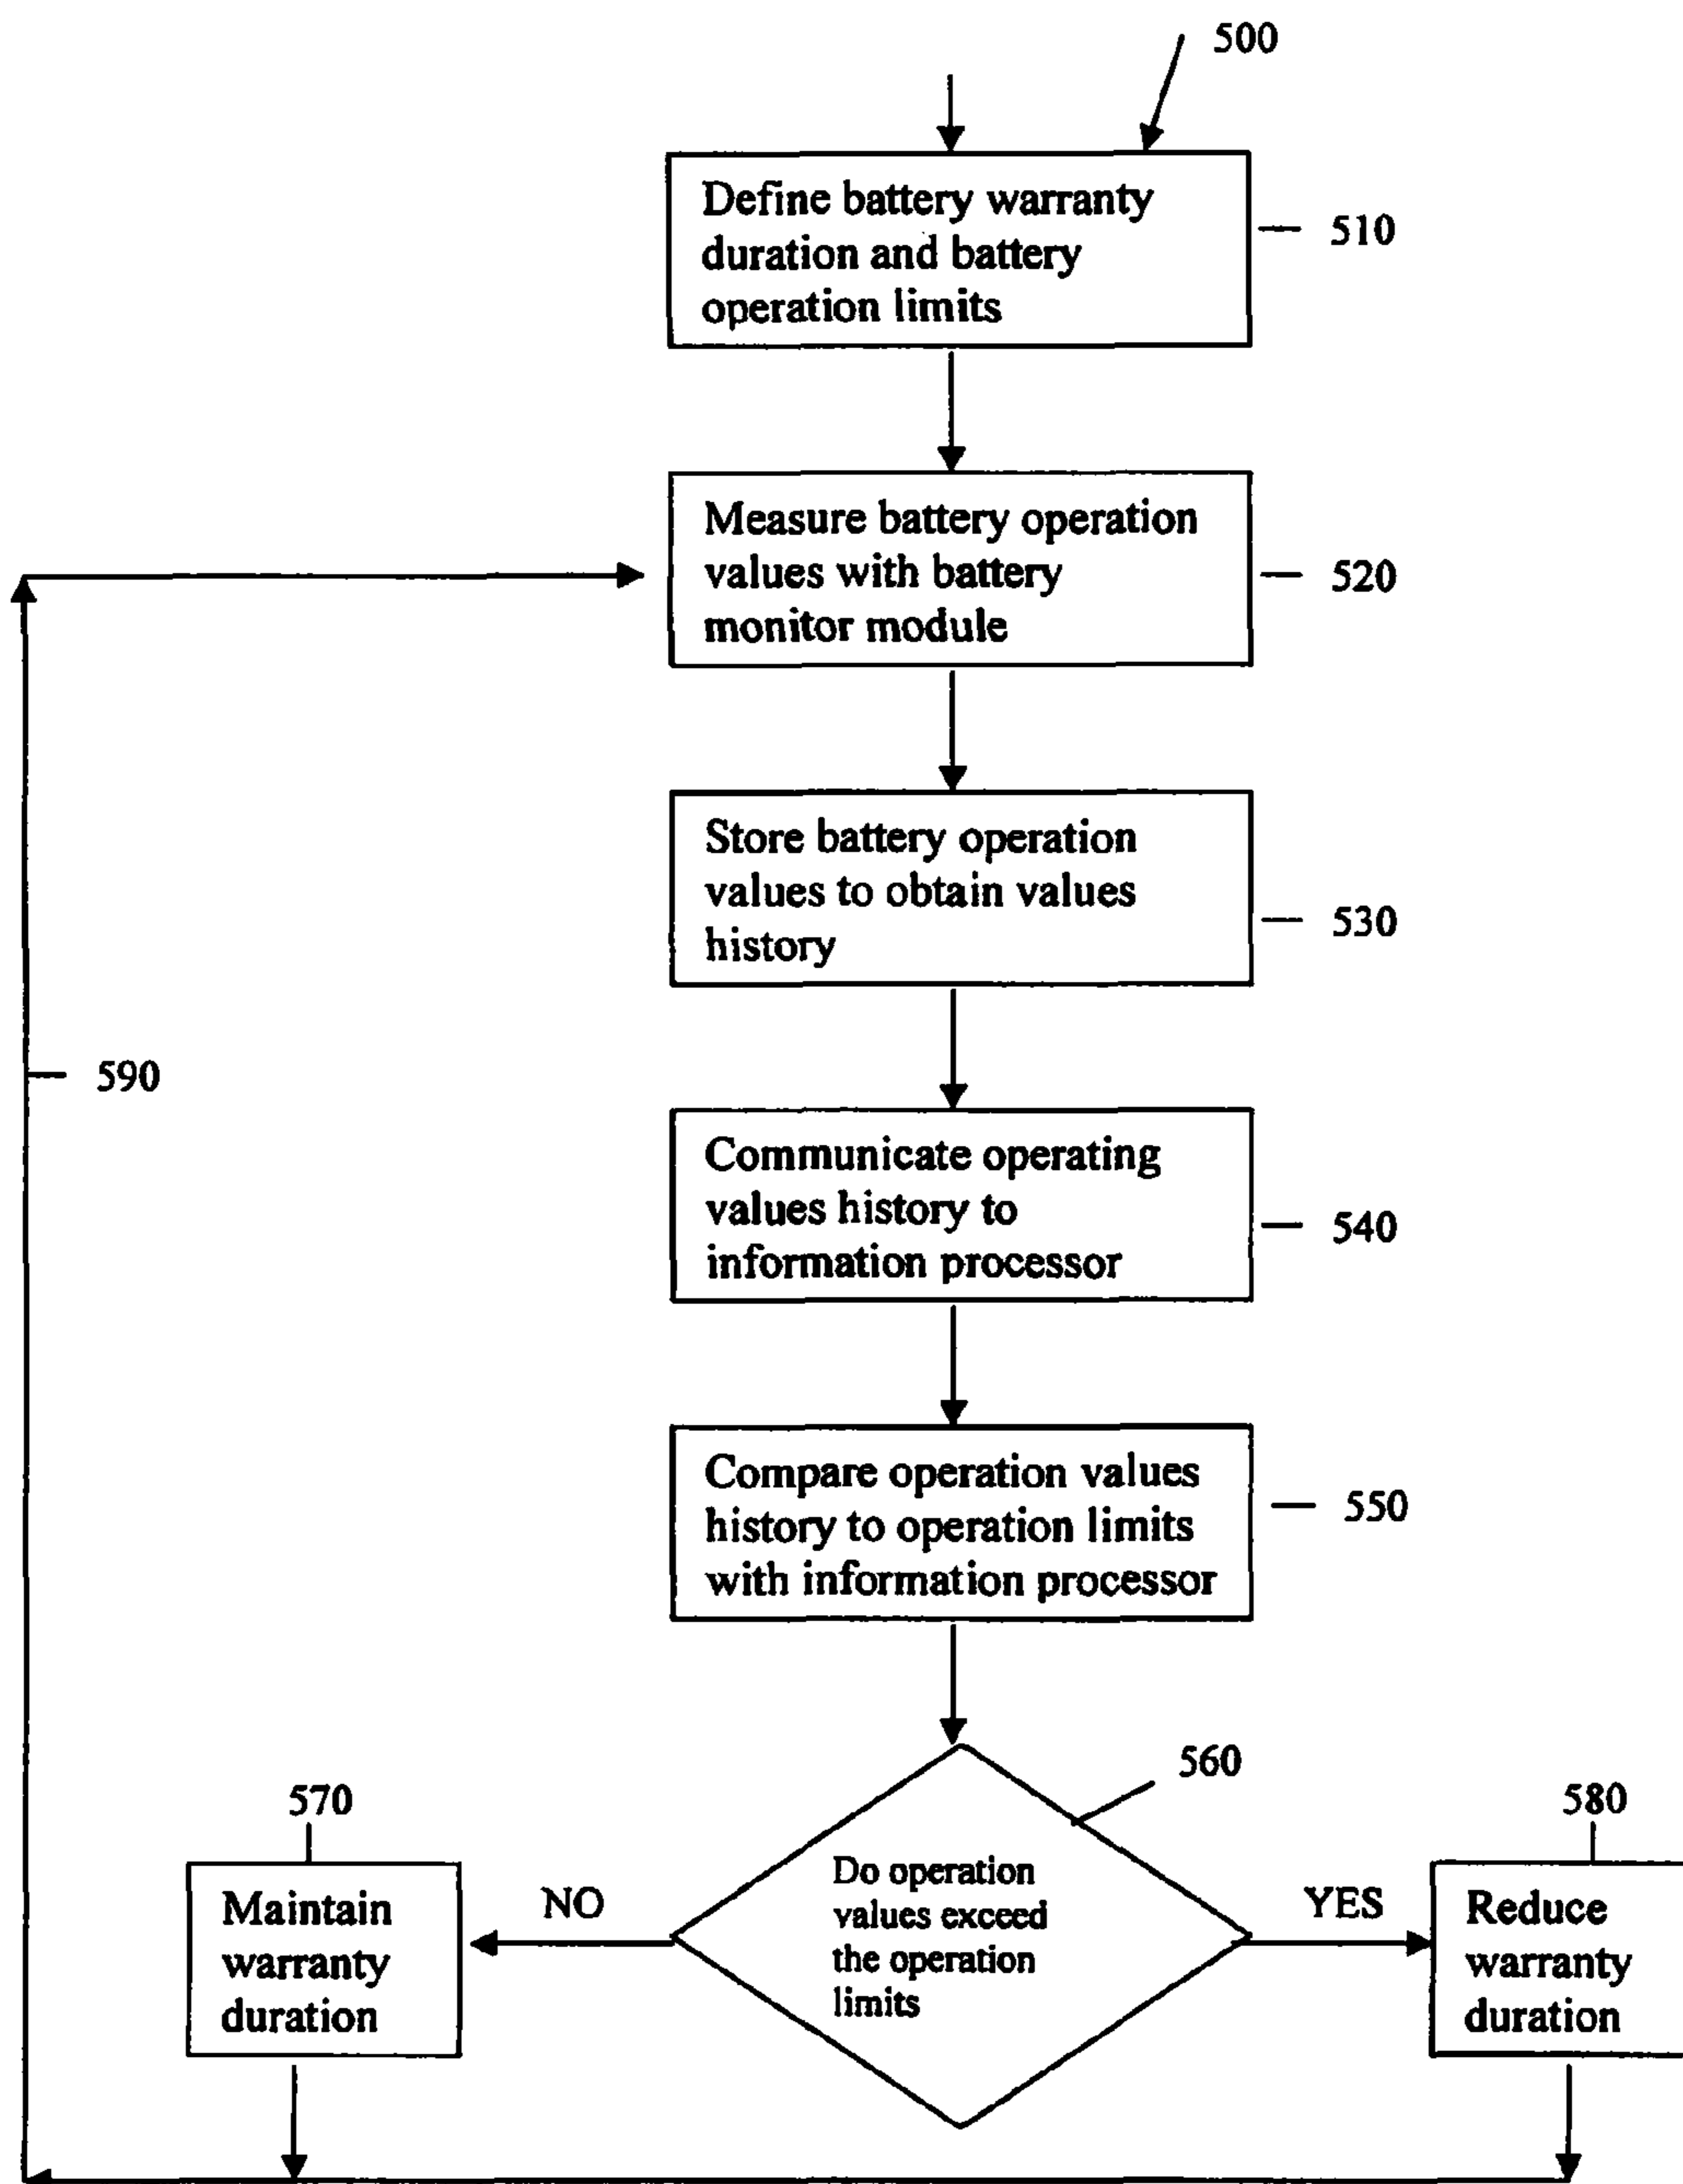 500
Define battery warranty
duration and battery
operation limits
510
Measure battery operation
values with battery
monitor module
520
Store battery operation
values to obtain values
history
530
590
Communicate operating
values history to
information processor
540
Compare operation values
history to operation limits
with information processor
550
560
570
580
Do operation
values exceed
the operation
limits
NO
YES
Maintain
warranty
duration
Reduce
warranty
duration